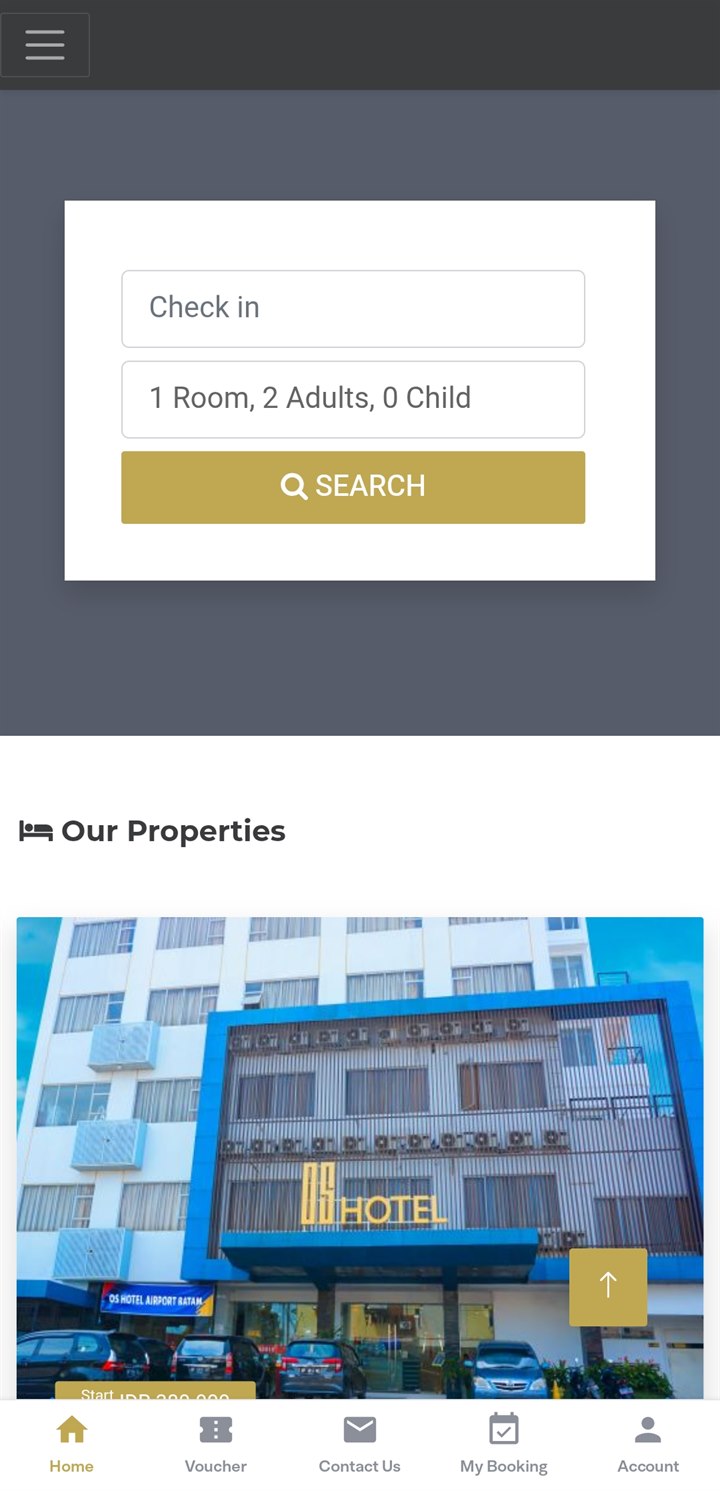 Check in
1 Room, 2 Adults, 0 Child
SEARCH
Our Properties
OS HOTEL
OS HOTEL AIRPORT BATAM
Start
Home
Voucher
Contact Us
My Booking
Account